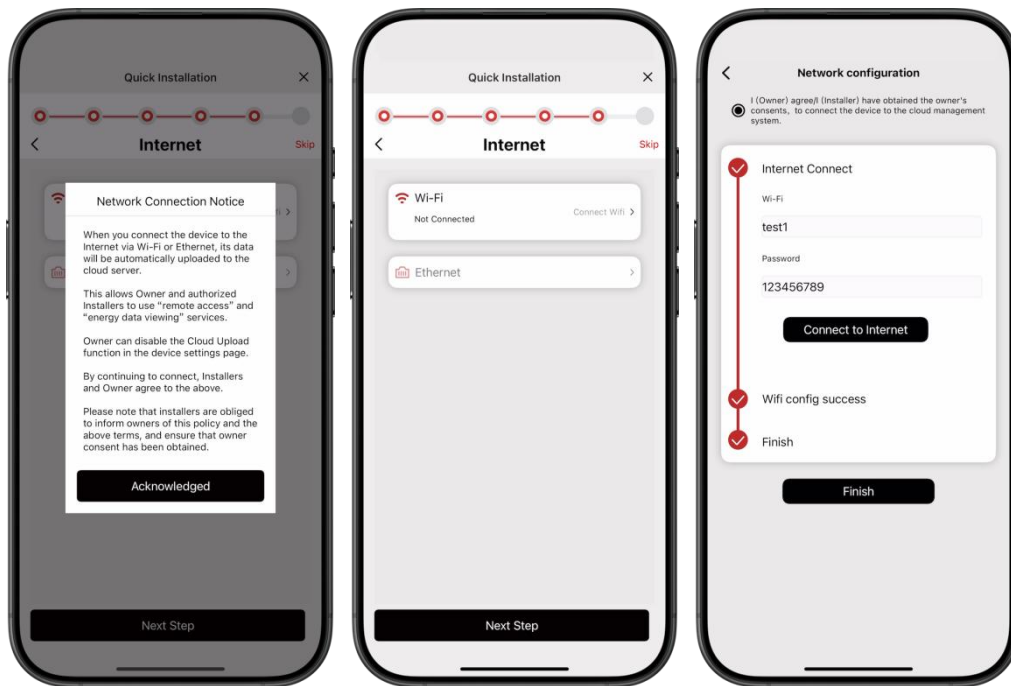 Quick Installation
Internet
Skip
Network Connection Notice
When you connect the device to the
Internet via Wi-Fi or Ethernet, its data
will be automatically uploaded to the
cloud server.
This allows Owner and authorized
Installers to use “remote access” and
“energy data viewing” services.
Owner can disable the Cloud Upload
function in the device settings page.
By continuing to connect, Installers
and Owner agree to the above.
Please note that installers are obliged
to inform owners of this policy and the
above terms, and ensure that owner
consent has been obtained.
Acknowledged
Next Step
Quick Installation
Internet
Skip
Wi-Fi
Not Connected
Connect Wifi
Ethernet
Next Step
Network configuration
I (Owner) agree/I (Installer) have obtained the owner's
consents, to connect the device to the cloud management
system.
Internet Connect
Wi-Fi
test1
Password
123456789
Connect to Internet
Wifi config success
Finish
Finish